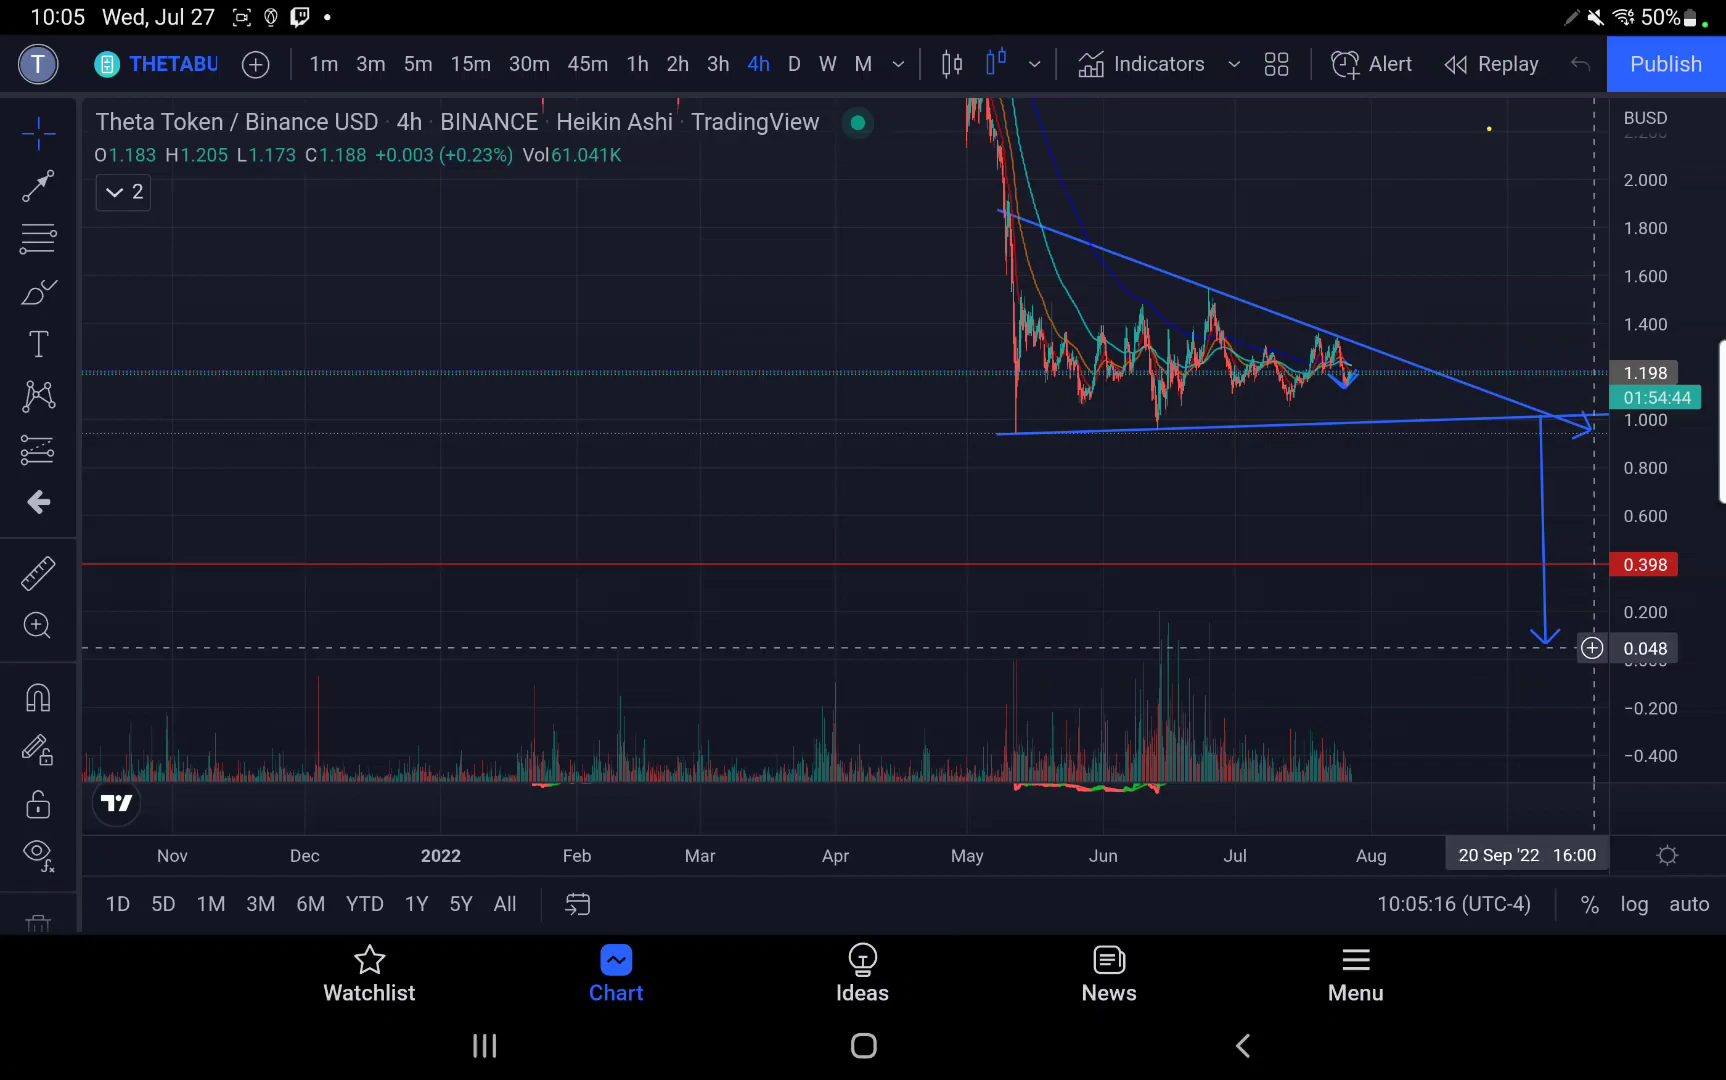 10:05 Wed, Jul 27 50%
T THETABU 1m 3m 5m 15m 30m 45m 1h 2h 3h 4h D W M Indicators Alert Replay Publish
Theta Token / Binance USD 4h BINANCE Heikin Ashi TradingView
O1.183 H1.205 L1.173 C1.188 +0.003 (+0.23%) Vol61.041K
2
BUSD
2.200
2.000
1.800
1.600
1.400
1.198
01:54:44
1.000
0.800
0.600
0.398
0.200
0.048
0.000
−0.200
−0.400
T
Nov Dec 2022 Feb Mar Apr May Jun Jul Aug 20 Sep '22 16:00
1D 5D 1M 3M 6M YTD 1Y 5Y All 10:05:16 (UTC-4) % log auto
Watchlist Chart Ideas News Menu